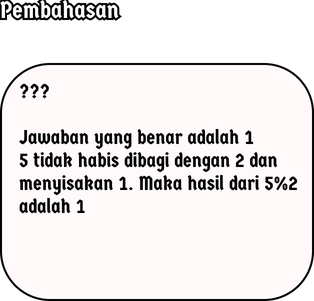 Pembahasan
???
Jawaban yang benar adalah 1
5 tidak habis dibagi dengan 2 dan
menyisakan 1. Maka hasil dari 5%2
adalah 1